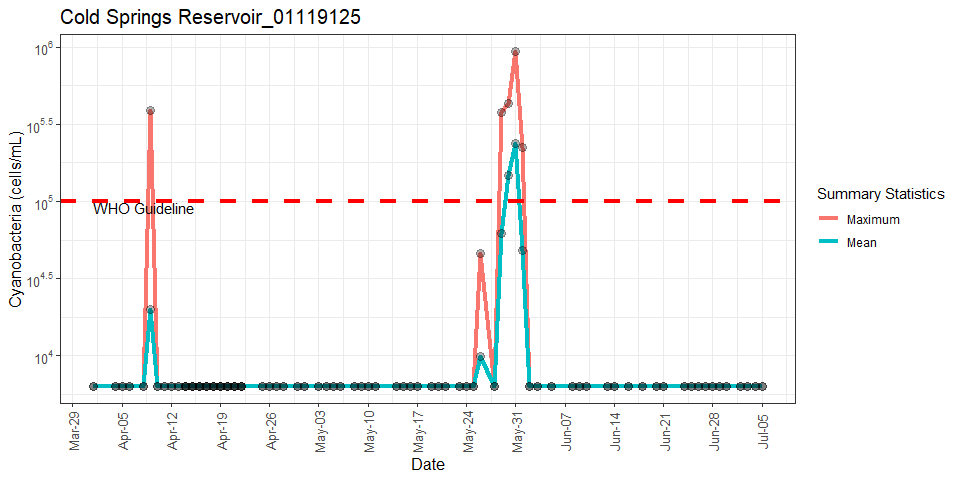 Cold Springs Reservoir_01119125
Cyanobacteria (cells/mL)
10^6
10^5.5
10^5
10^4.5
10^4
WHO Guideline
Mar-29
Apr-05
Apr-12
Apr-19
Apr-26
May-03
May-10
May-17
May-24
May-31
Jun-07
Jun-14
Jun-21
Jun-28
Jul-05
Date
Summary Statistics
Maximum
Mean